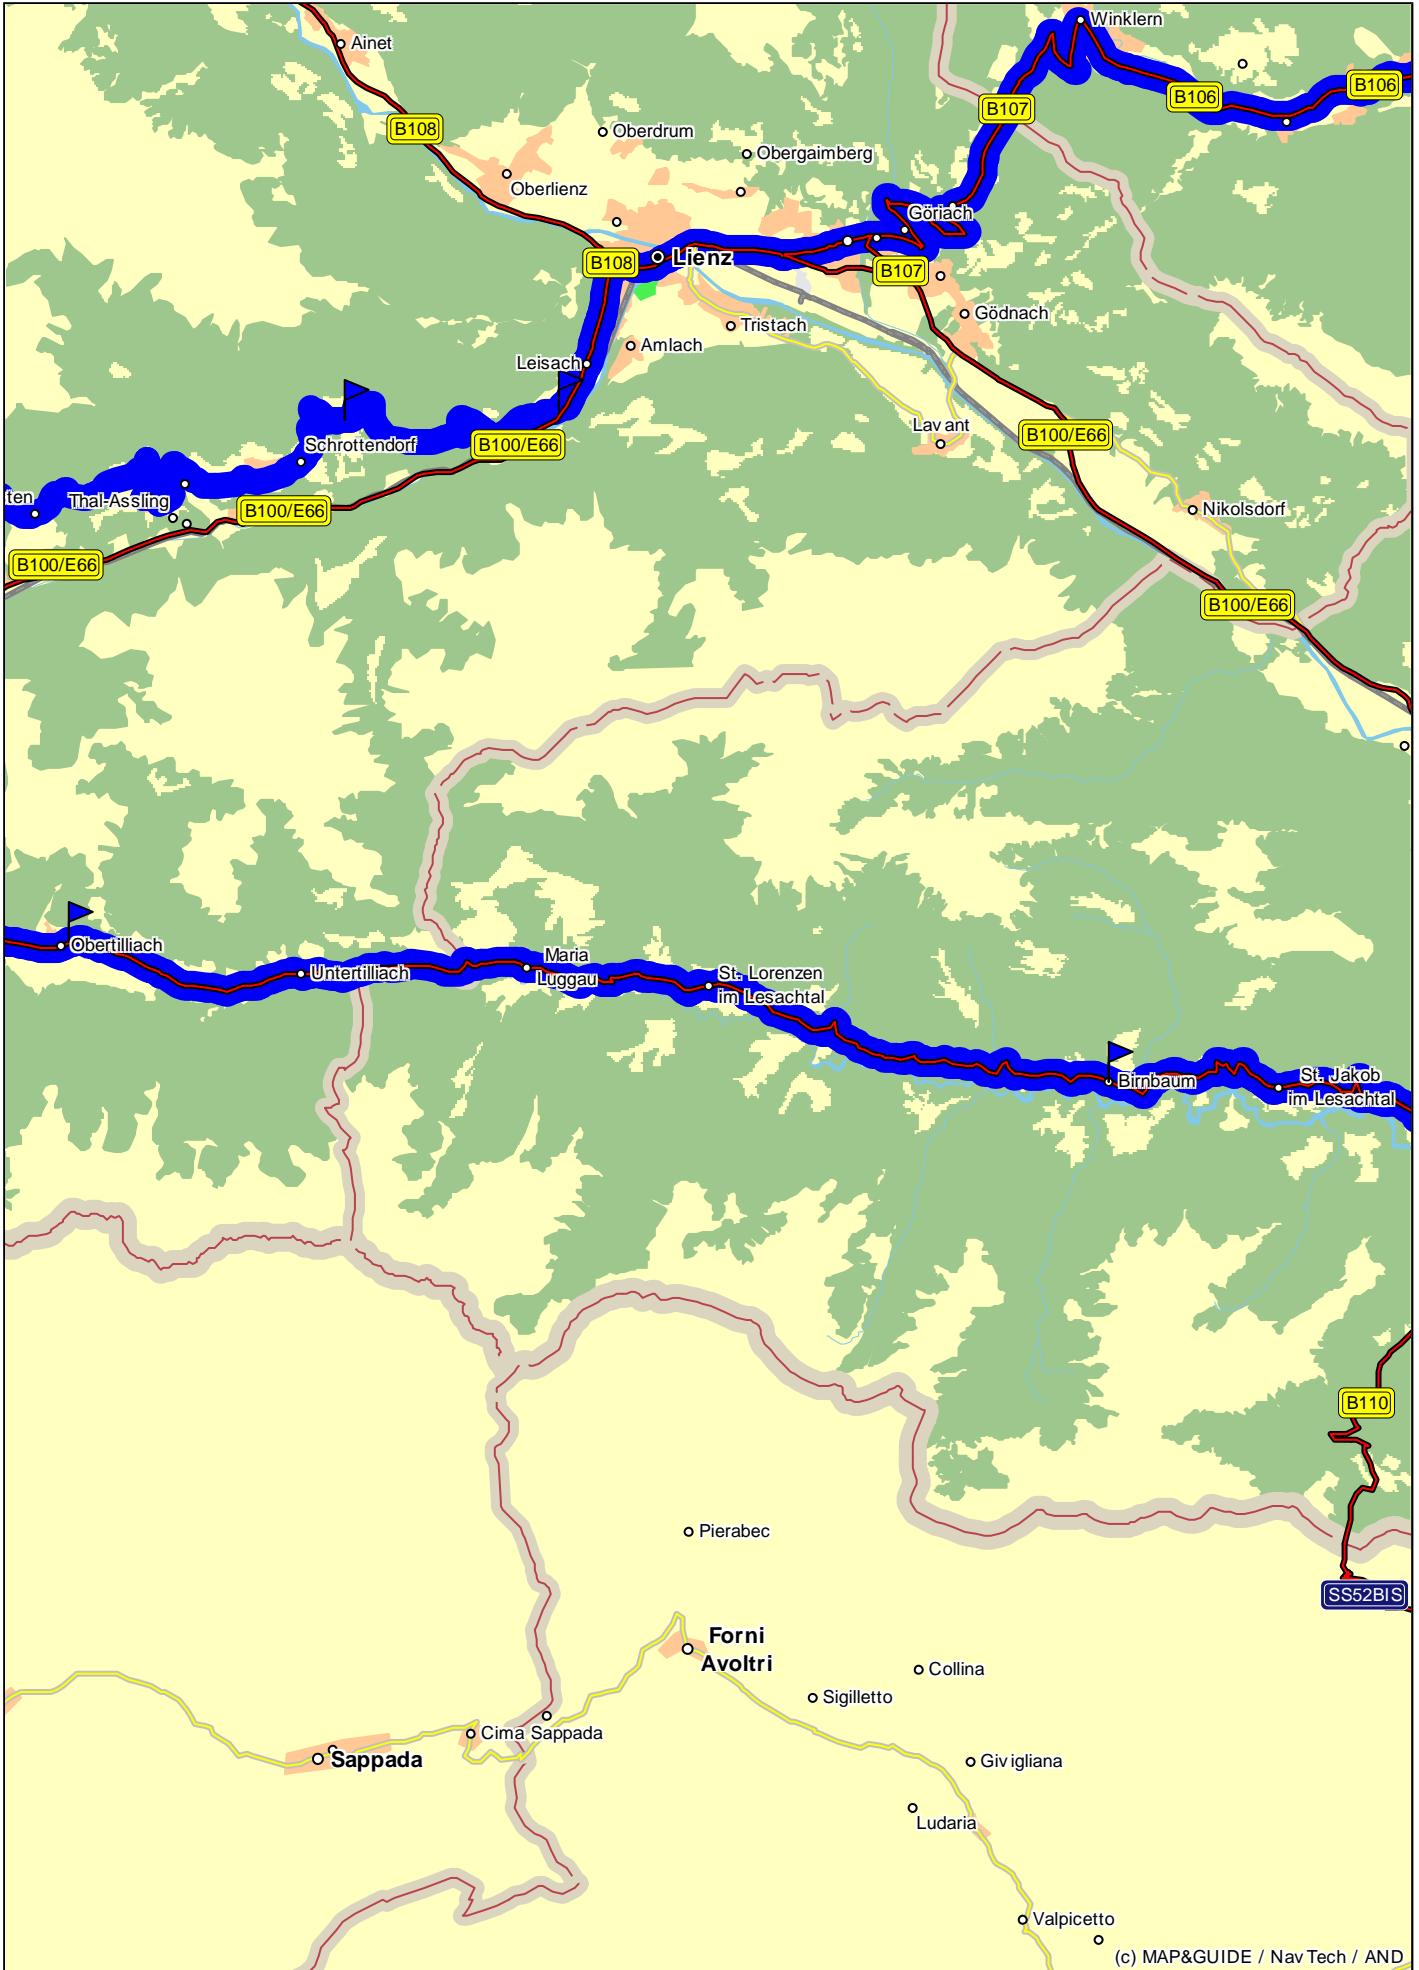 Winklern
Ainet
B106
B106
B107
B108
Oberdrum
Obergaimberg
Oberlienz
Göriach
Lienz
B108
B107
Gödnach
Tristach
Amlach
Leisach
Lavant
B100/E66
Schrottendorf
B100/E66
ten
Thal-Assling
B100/E66
Nikolsdorf
B100/E66
B100/E66
Obertilliach
Untertilliach
Maria
Luggau
St. Lorenzen
im Lesachtal
Birnbaum
St. Jakob
im Lesachtal
B110
Pierabec
SS52BIS
Forni
Avoltri
Collina
Sigilletto
Cima Sappada
Sappada
Givigliana
Ludaria
Valpicetto
(c) MAP&GUIDE / NavTech / AND